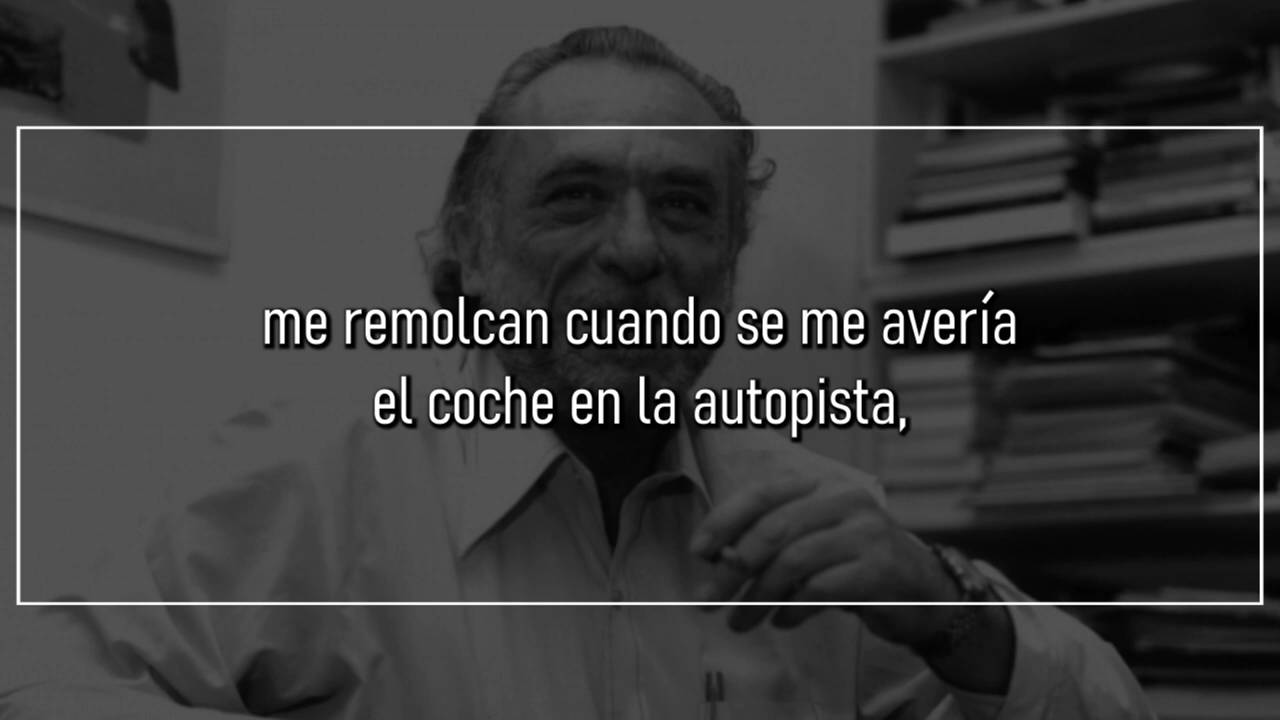 me remolcan cuando se me avería
el coche en la autopista,